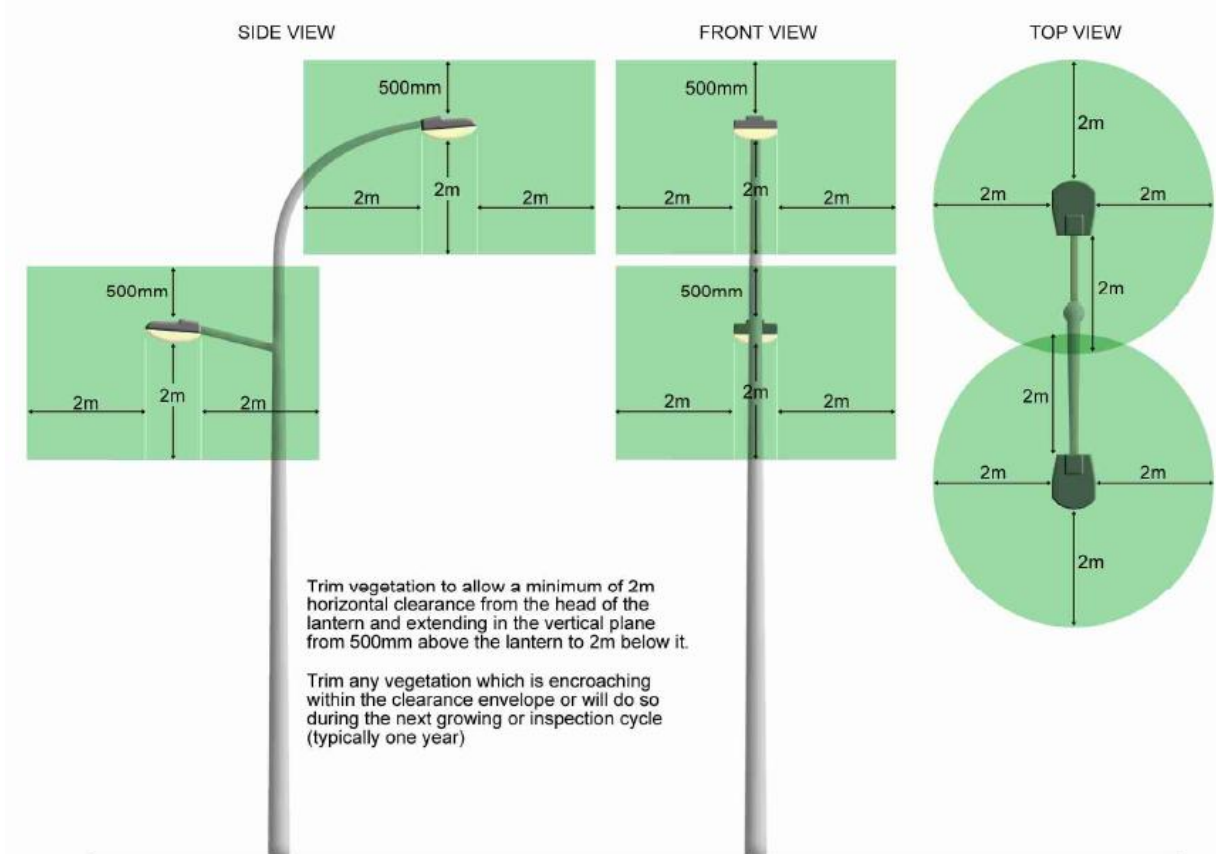 SIDE VIEW
FRONT VIEW
TOP VIEW
500mm
2m
2m
2m
500mm
2m
2m
2m
500mm
2m
2m
2m
500mm
2m
2m
2m
2m
2m
2m
2m
2m
2m
2m
2m
Trim vegetation to allow a minimum of 2m
horizontal clearance from the head of the
lantern and extending in the vertical plane
from 500mm above the lantern to 2m below it.
Trim any vegetation which is encroaching
within the clearance envelope or will do so
during the next growing or inspection cycle
(typically one year)